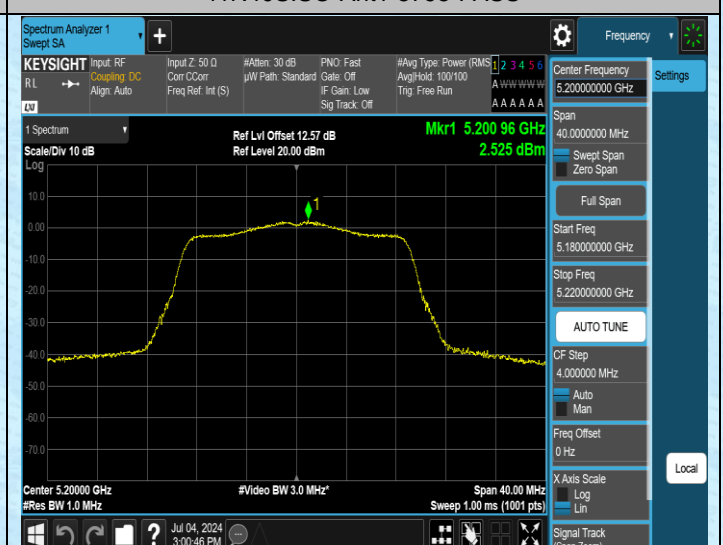 Spectrum Analyzer 1
Swept SA
Frequency
KEYSIGHT
R L
LXI
Input: RF
Coupling: DC
Align: Auto
Input Z: 50 Ω
Corr CCorr
Freq Ref: Int (S)
#Atten: 30 dB
µW Path: Standard
PNO: Fast
Gate: Off
IF Gain: Low
Sig Track: Off
#Avg Type: Power (RMS
Avg|Hold: 100/100
Trig: Free Run
1 2 3 4 5 6
A W W W W W
A A A A A A
1 Spectrum
Scale/Div 10 dB
Ref Lvl Offset 12.57 dB
Ref Level 20.00 dBm
Mkr1 5.200 96 GHz
2.525 dBm
Log
10.0
0.00
-10.0
-20.0
-30.0
-40.0
-50.0
-60.0
-70.0
1
Center 5.20000 GHz
#Res BW 1.0 MHz
#Video BW 3.0 MHz*
Span 40.00 MHz
Sweep 1.00 ms (1001 pts)
Jul 04, 2024
3:00:46 PM
Center Frequency
5.200000000 GHz
Settings
Span
40.0000000 MHz
Swept Span
Zero Span
Full Span
Start Freq
5.180000000 GHz
Stop Freq
5.220000000 GHz
AUTO TUNE
CF Step
4.000000 MHz
Auto
Man
Freq Offset
0 Hz
X Axis Scale
Log
Lin
Local
Signal Track